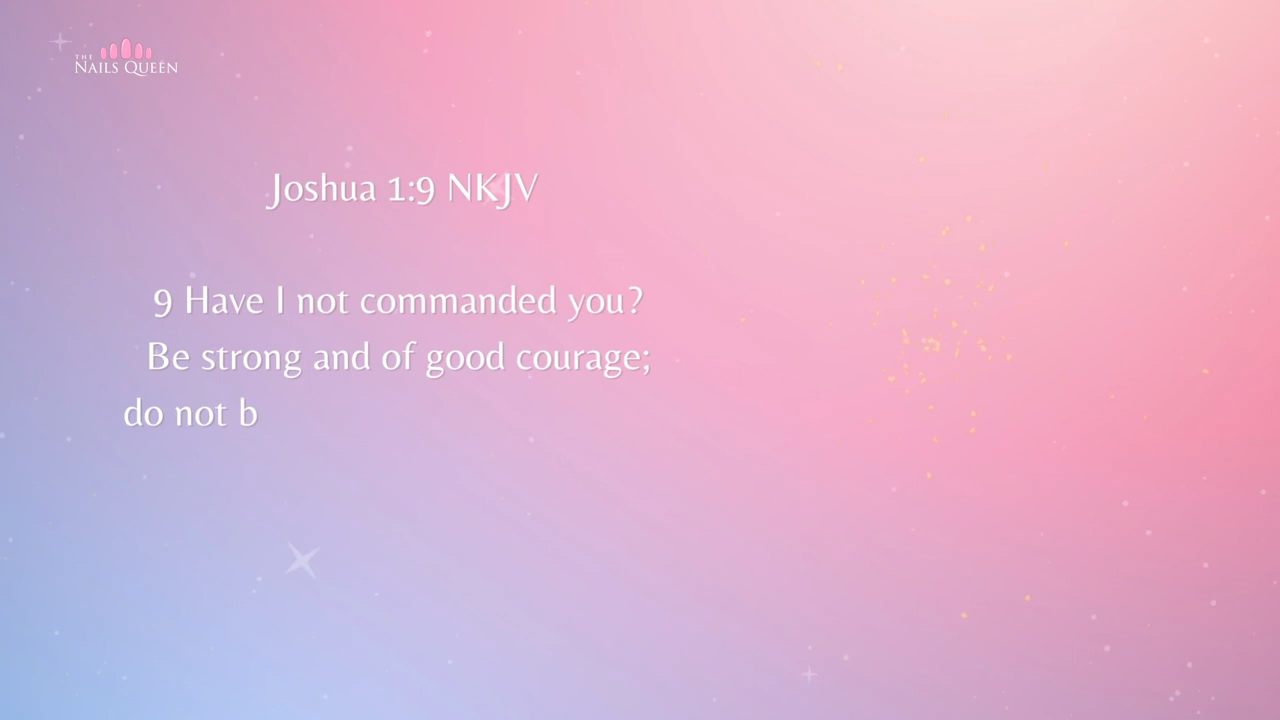 THE
NAILS QUEEN
Joshua 1:9 NKJV
9 Have I not commanded you?
Be strong and of good courage;
do not b